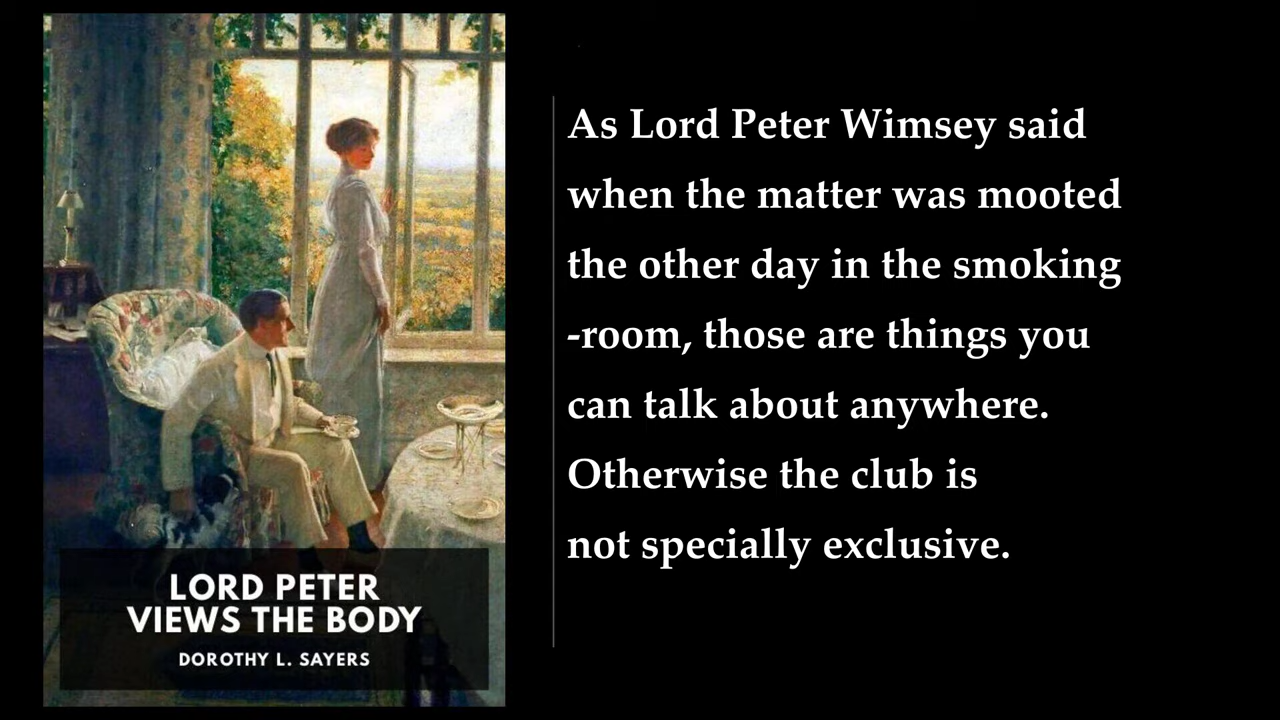 LORD PETER
VIEWS THE BODY
DOROTHY L. SAYERS
As Lord Peter Wimsey said
when the matter was mooted
the other day in the smoking
-room, those are things you
can talk about anywhere.
Otherwise the club is
not specially exclusive.